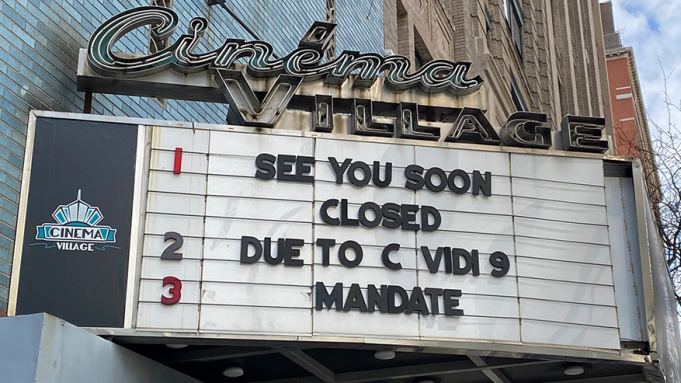 Cinéma
VILLAGE
1 SEE YOU SOON
CLOSED
2 DUE TO C VIDI 9
3 MANDATE
CINEMA
VILLAGE